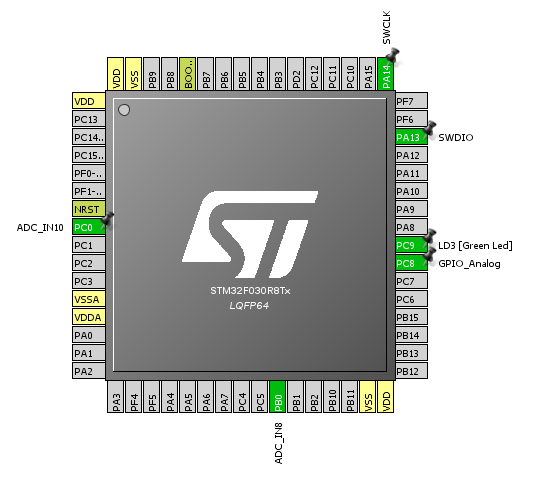 SWCLK
VDD
VSS
PB9
PB8
BOO..
PB7
PB6
PB5
PB4
PB3
PD2
PC12
PC11
PC10
PA15
PA14
VDD
PC13
PC14..
PC15..
PF0-..
PF1-..
NRST
ADC_IN10 PC0
PC1
PC2
PC3
VSSA
VDDA
PA0
PA1
PA2
ST
STM32F030R8Tx
LQFP64
PF7
PF6
PA13 SWDIO
PA12
PA11
PA10
PA9
PA8
PC9 LD3 [Green Led]
PC8 GPIO_Analog
PC7
PC6
PB15
PB14
PB13
PB12
PA3
PF4
PF5
PA4
PA5
PA6
PA7
PC4
PC5
PB0
PB1
PB2
PB10
PB11
VSS
VDD
ADC_IN8